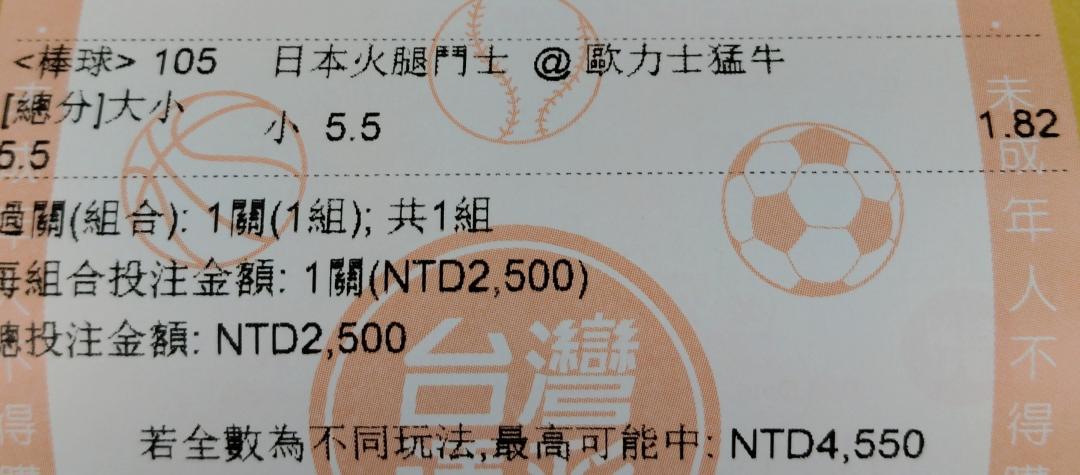 <棒球> 105 日本火腿鬥士 @ 歐力士猛牛
[總分]大小 小 5.5 1.82
5.5
過關(組合): 1關(1組); 共1組
每組合投注金額: 1關(NTD2,500)
總投注金額: NTD2,500
台灣
若全數為不同玩法,最高可能中: NTD4,550
未成年人不得